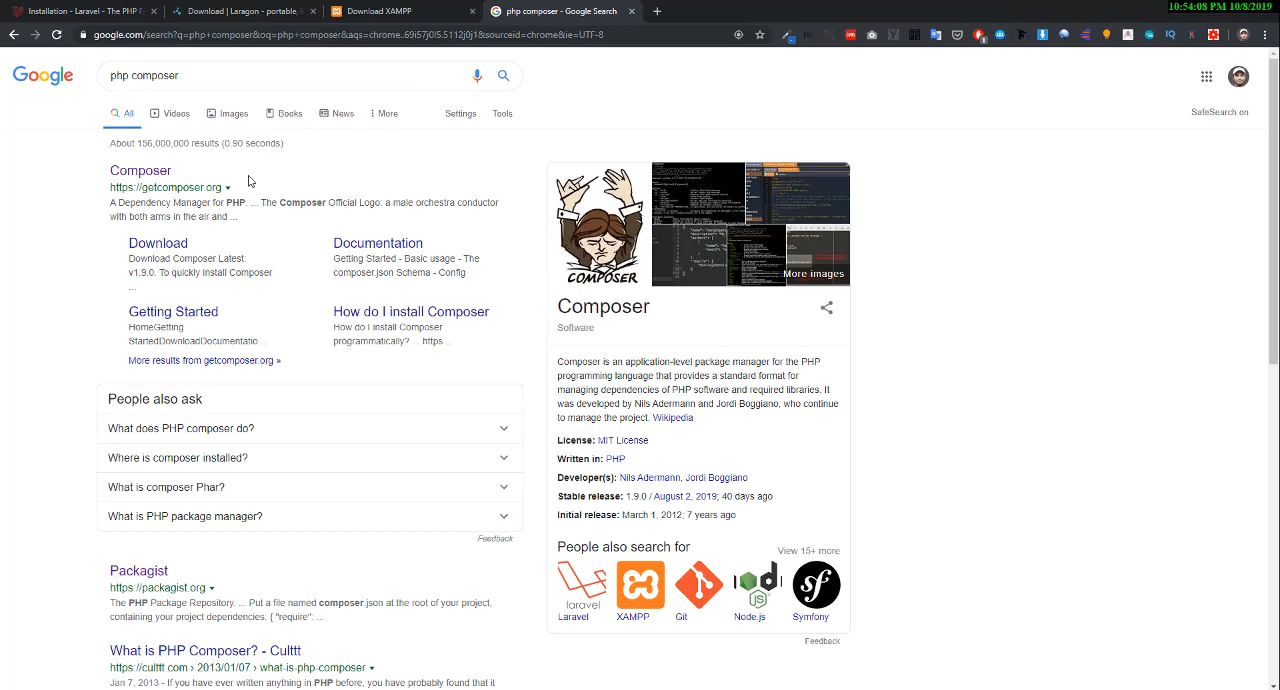 10:54:08 PM 10/8/2019
Installation - Laravel - The PHP F
Download | Laragon - portable, i
Download XAMPP
php composer - Google Search
google.com/search?q=php+composer&oq=php+composer&aqs=chrome..69i57j0l5.5112j0j1&sourceid=chrome&ie=UTF-8
Google
php composer
All
Videos
Images
Books
News
More
Settings
Tools
SafeSearch on
About 156,000,000 results (0.90 seconds)
Composer
https://getcomposer.org
A Dependency Manager for PHP. ... The Composer Official logo: a male orchestra conductor
with both arms in the air and ...
Download
Download Composer Latest:
v1.9.0. To quickly install Composer
Documentation
Getting Started - Basic usage - The
composer.json Schema - Config ...
Getting Started
HomeGetting
StartedDownloadDocumentatio ...
How do I install Composer
How do I install Composer
programmatically? ... https ...
More results from getcomposer.org »
People also ask
What does PHP composer do?
Where is composer installed?
What is composer Phar?
What is PHP package manager?
Feedback
Packagist
https://packagist.org
The PHP Package Repository. ... Put a file named composer.json at the root of your project,
containing your project dependencies: { "require": ...
What is PHP Composer? - Culttt
https://culttt.com › 2013/01/07 › what-is-php-composer
Jan 7, 2013 - If you have ever written anything in PHP before, you have probably found that it
COMPOSER
More images
Composer
Software
Composer is an application-level package manager for the PHP
programming language that provides a standard format for
managing dependencies of PHP software and required libraries. It
was developed by Nils Adermann and Jordi Boggiano, who continue
to manage the project. Wikipedia
License: MIT License
Written in: PHP
Developer(s): Nils Adermann, Jordi Boggiano
Stable release: 1.9.0 / August 2, 2019; 40 days ago
Initial release: March 1, 2012; 7 years ago
People also search for
View 15+ more
laravel
Laravel
XAMPP
Git
Node.js
Symfony
Feedback